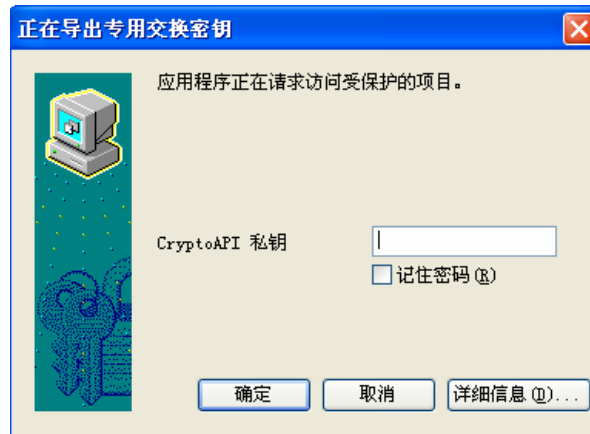 正在导出专用交换密钥
应用程序正在请求访问受保护的项目。
CryptoAPI 私钥
记住密码(R)
确定
取消
详细信息(D)...